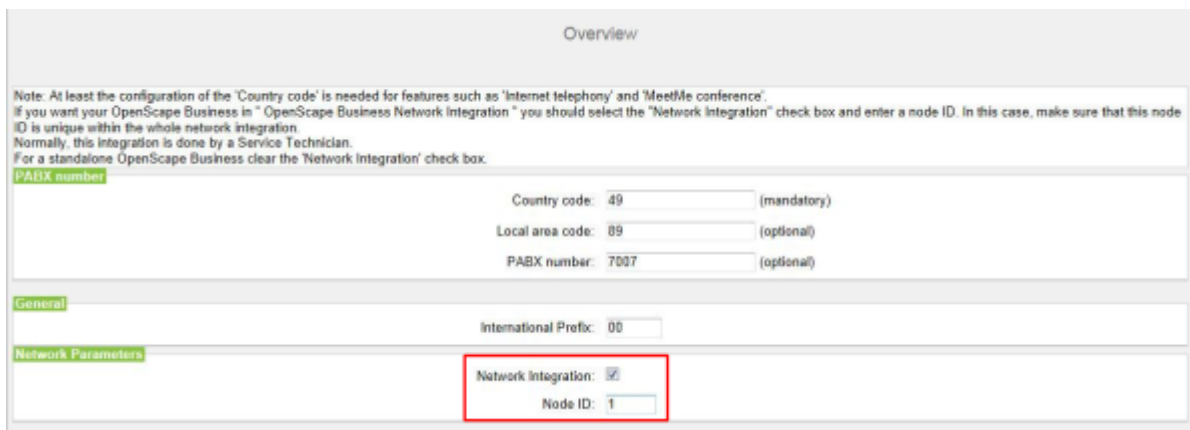 Overview
Note: At least the configuration of the 'Country code' is needed for features such as 'Internet telephony' and 'MeetMe conference'.
If you want your OpenScape Business in " OpenScape Business Network Integration " you should select the "Network Integration" check box and enter a node ID. In this case, make sure that this node
ID is unique within the whole network integration.
Normally, this integration is done by a Service Technician.
For a standalone OpenScape Business clear the 'Network Integration' check box.
PABX number
Country code: 49 (mandatory)
Local area code: 89 (optional)
PABX number: 7007 (optional)
General
International Prefix: 00
Network Parameters
Network Integration:
Node ID: 1